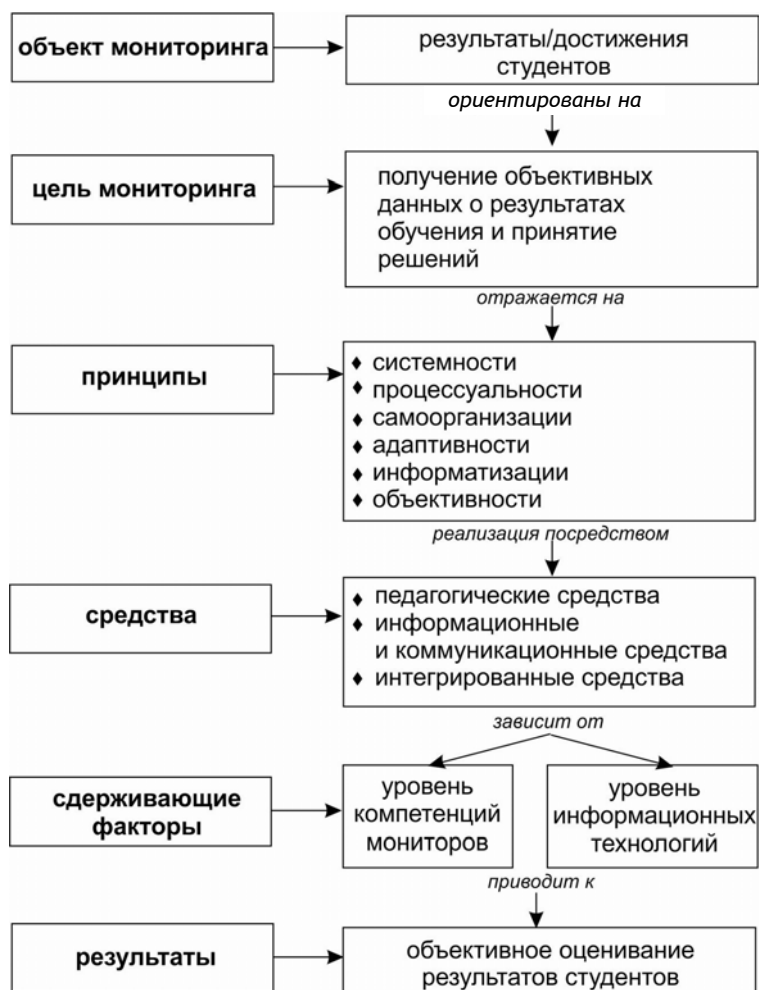 объект мониторинга
результаты/достижения
студентов
ориентированы на
цель мониторинга
получение объективных
данных о результатах
обучения и принятие
решений
отражается на
принципы
♦ системности
♦ процессуальности
♦ самоорганизации
♦ адаптивности
♦ информатизации
♦ объективности
реализация посредством
средства
♦ педагогические средства
♦ информационные
и коммуникационные средства
♦ интегрированные средства
зависит от
сдерживающие
факторы
уровень
компетенций
мониторов
уровень
информационных
технологий
приводит к
результаты
объективное оценивание
результатов студентов